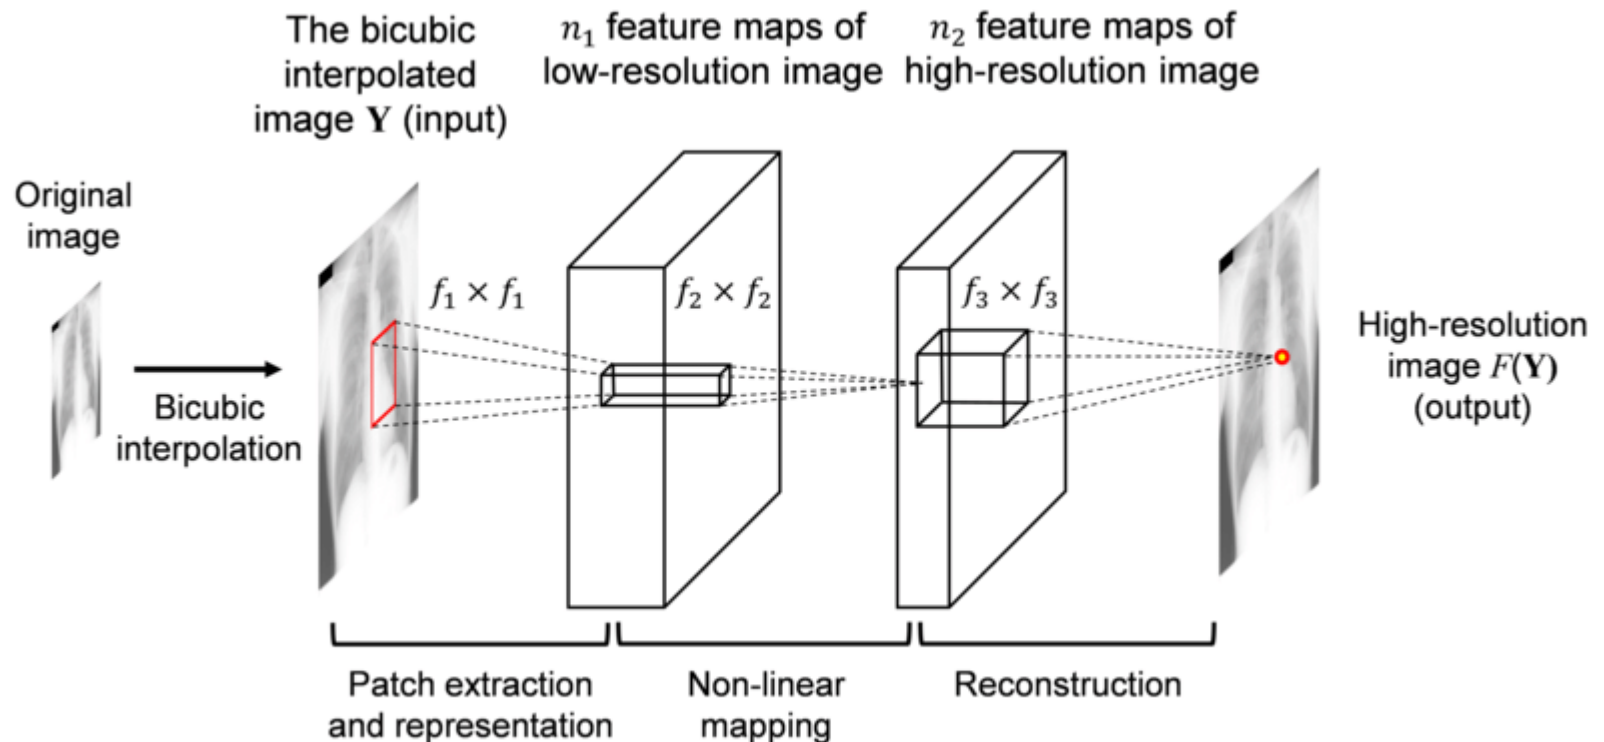 The bicubic
interpolated
image Y (input)
n₁ feature maps of
low-resolution image
n₂ feature maps of
high-resolution image
Original
image
Bicubic
interpolation
f₁ × f₁
f₂ × f₂
f₃ × f₃
High-resolution
image F(Y)
(output)
Patch extraction
and representation
Non-linear
mapping
Reconstruction